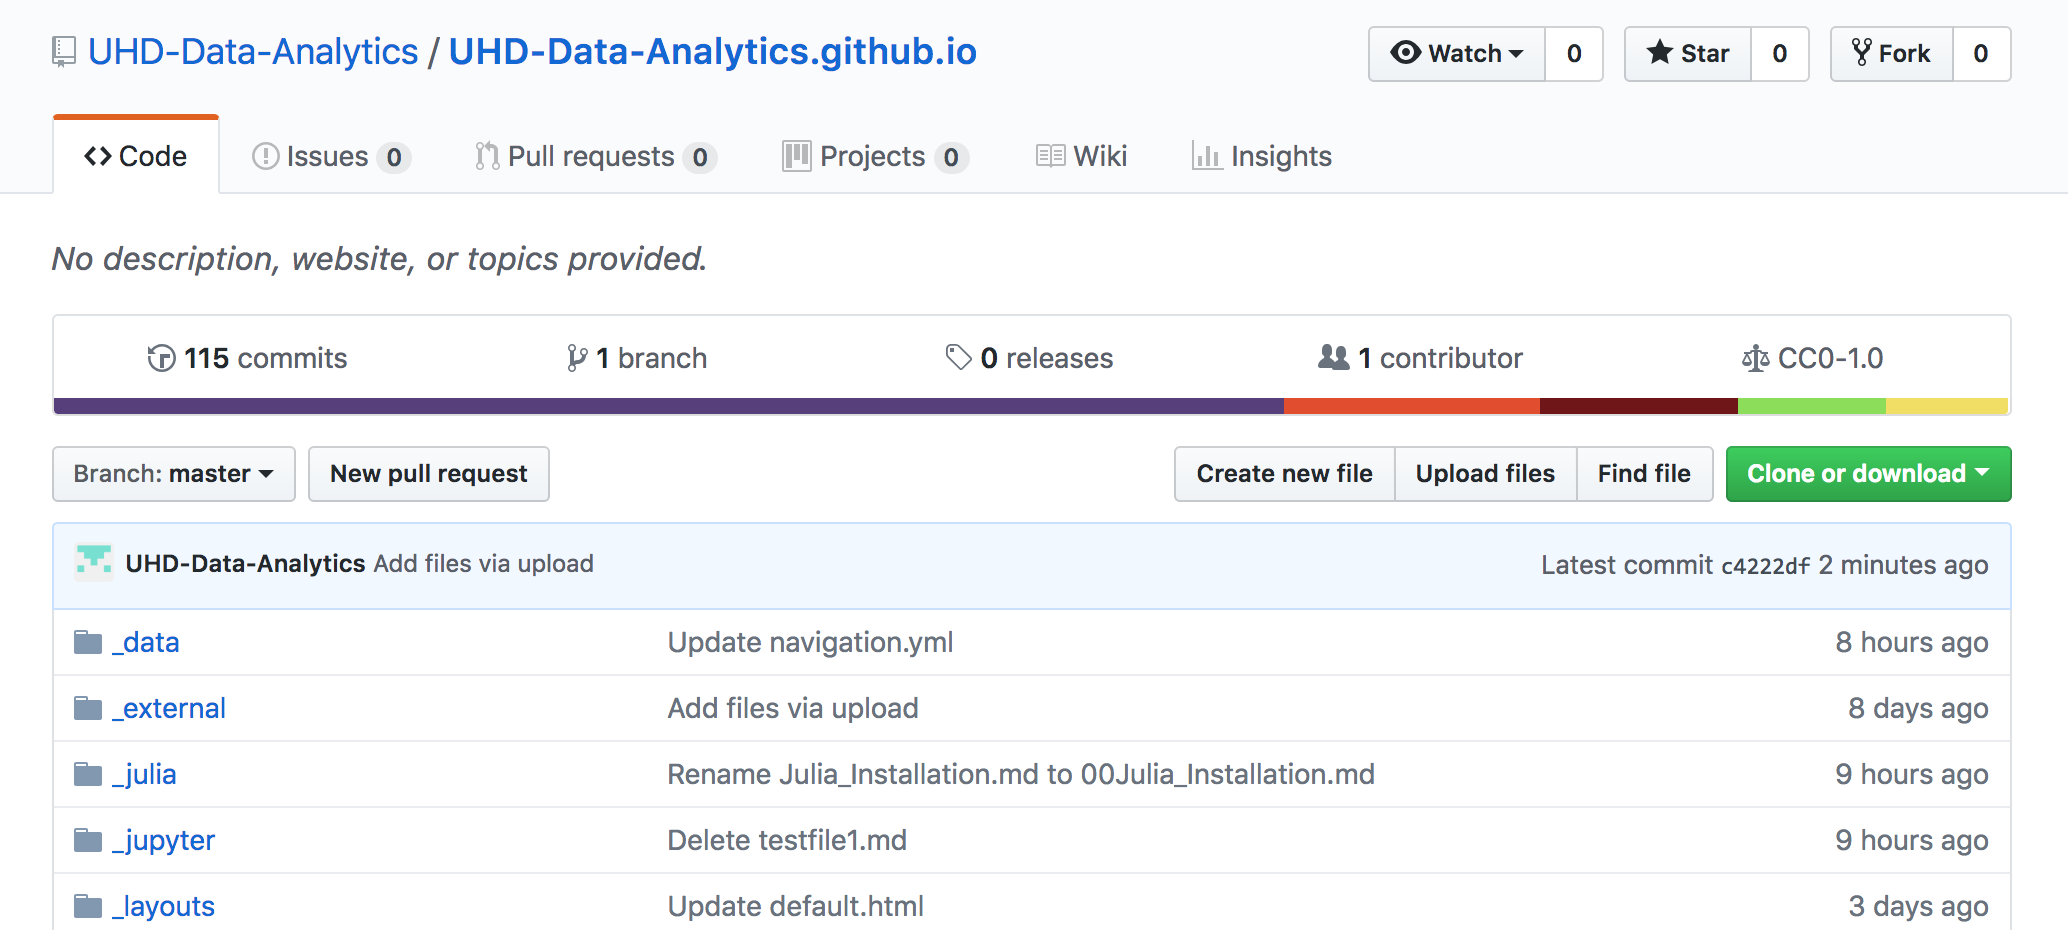 UHD-Data-Analytics / UHD-Data-Analytics.github.io Watch 0 Star 0 Fork 0
Code Issues 0 Pull requests 0 Projects 0 Wiki Insights
No description, website, or topics provided.
115 commits 1 branch 0 releases 1 contributor CC0-1.0
Branch: master New pull request Create new file Upload files Find file Clone or download
UHD-Data-Analytics Add files via upload Latest commit c4222df 2 minutes ago
_data Update navigation.yml 8 hours ago
_external Add files via upload 8 days ago
_julia Rename Julia_Installation.md to 00Julia_Installation.md 9 hours ago
_jupyter Delete testfile1.md 9 hours ago
_layouts Update default.html 3 days ago